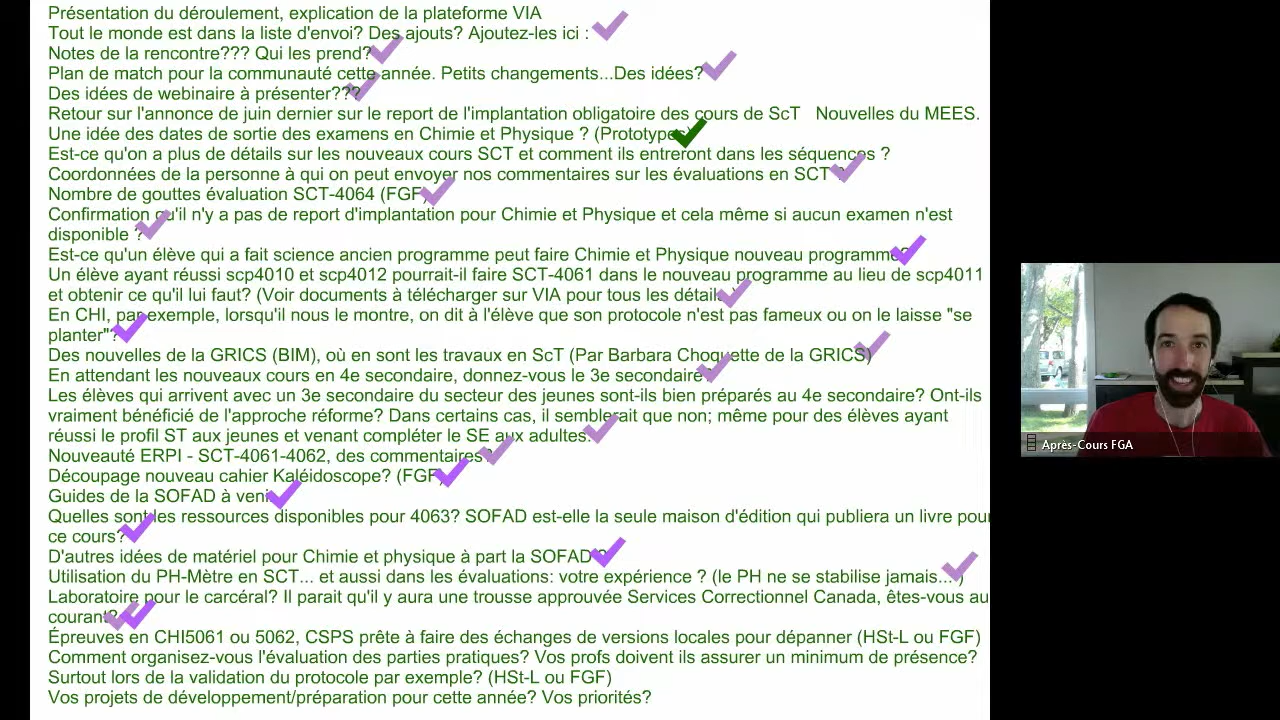 Présentation du déroulement, explication de la plateforme VIA
Tout le monde est dans la liste d'envoi? Des ajouts? Ajoutez-les ici :
Notes de la rencontre??? Qui les prend?
Plan de match pour la communauté cette année. Petits changements...Des idées?
Des idées de webinaire à présenter???
Retour sur l'annonce de juin dernier sur le report de l'implantation obligatoire des cours de ScT Nouvelles du MEES.
Une idée des dates de sortie des examens en Chimie et Physique ? (Prototypes)
Est-ce qu'on a plus de détails sur les nouveaux cours SCT et comment ils entreront dans les séquences ?
Coordonnées de la personne à qui on peut envoyer nos commentaires sur les évaluations en SCT ?
Nombre de gouttes évaluation SCT-4064 (FGF)
Confirmation qu'il n'y a pas de report d'implantation pour Chimie et Physique et cela même si aucun examen n'est
disponible ?
Est-ce qu'un élève qui a fait science ancien programme peut faire Chimie et Physique nouveau programme?
Un élève ayant réussi scp4010 et scp4012 pourrait-il faire SCT-4061 dans le nouveau programme au lieu de scp4011
et obtenir ce qu'il lui faut? (Voir documents à télécharger sur VIA pour tous les détails)
En CHI, par exemple, lorsqu'il nous le montre, on dit à l'élève que son protocole n'est pas fameux ou on le laisse "se
planter"?
Des nouvelles de la GRICS (BIM), où en sont les travaux en ScT (Par Barbara Choquette de la GRICS)
En attendant les nouveaux cours en 4e secondaire, donnez-vous le 3e secondaire?
Les élèves qui arrivent avec un 3e secondaire du secteur des jeunes sont-ils bien préparés au 4e secondaire? Ont-ils
vraiment bénéficié de l'approche réforme? Dans certains cas, il semblerait que non; même pour des élèves ayant
réussi le profil ST aux jeunes et venant compléter le SE aux adultes.
Nouveauté ERPI - SCT-4061-4062, des commentaires?
Découpage nouveau cahier Kaléidoscope? (FGF)
Guides de la SOFAD à venir
Quelles sont les ressources disponibles pour 4063? SOFAD est-elle la seule maison d'édition qui publiera un livre pour
ce cours?
D'autres idées de matériel pour Chimie et physique à part la SOFAD ?
Utilisation du PH-Mètre en SCT... et aussi dans les évaluations: votre expérience ? (le PH ne se stabilise jamais... )
Laboratoire pour le carcéral? Il parait qu'il y aura une trousse approuvée Services Correctionnel Canada, êtes-vous au
courant?
Épreuves en CHI5061 ou 5062, CSPS prête à faire des échanges de versions locales pour dépanner (HSt-L ou FGF)
Comment organisez-vous l'évaluation des parties pratiques? Vos profs doivent ils assurer un minimum de présence?
Surtout lors de la validation du protocole par exemple? (HSt-L ou FGF)
Vos projets de développement/préparation pour cette année? Vos priorités?
Après-Cours FGA